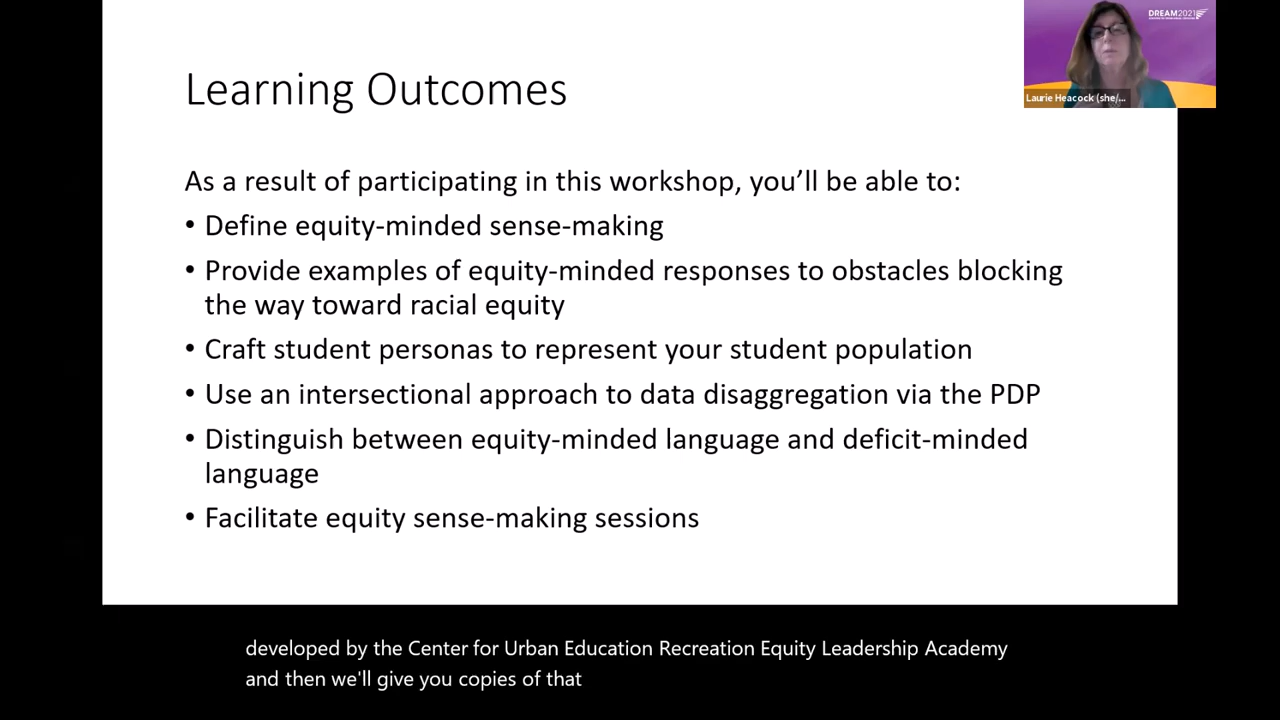 DREAM2021
Laurie Heacock (she/...
Learning Outcomes
As a result of participating in this workshop, you’ll be able to:
• Define equity-minded sense-making
• Provide examples of equity-minded responses to obstacles blocking
the way toward racial equity
• Craft student personas to represent your student population
• Use an intersectional approach to data disaggregation via the PDP
• Distinguish between equity-minded language and deficit-minded
language
• Facilitate equity sense-making sessions
developed by the Center for Urban Education Recreation Equity Leadership Academy
and then we'll give you copies of that